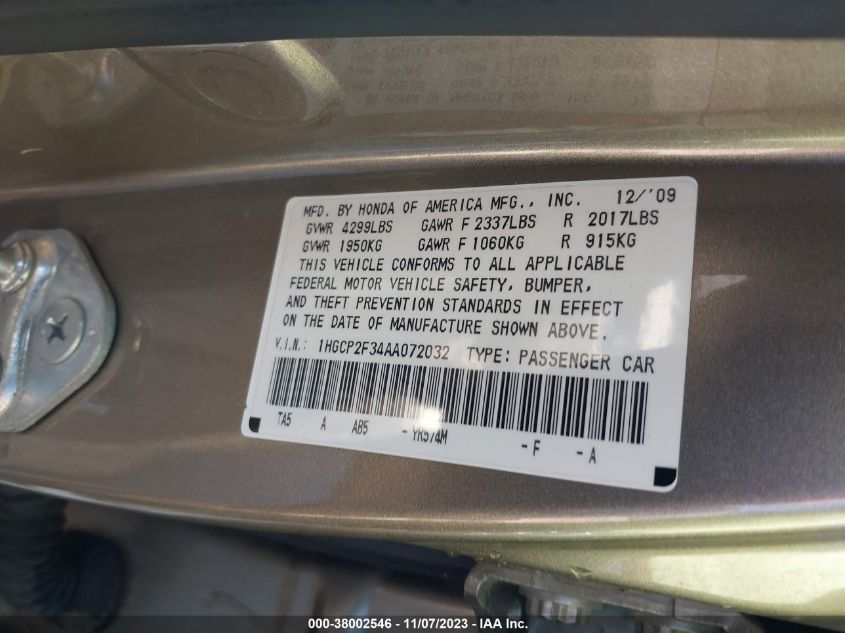 MFD. BY HONDA OF AMERICA MFG., INC. 12/'09
GVWR 4299LBS GAWR F 2337LBS R 2017LBS
GVWR 1950KG GAWR F 1060KG R 915KG
THIS VEHICLE CONFORMS TO ALL APPLICABLE
FEDERAL MOTOR VEHICLE SAFETY, BUMPER,
AND THEFT PREVENTION STANDARDS IN EFFECT
ON THE DATE OF MANUFACTURE SHOWN ABOVE.
V.I.N.: 1HGCP2F34AA072032 TYPE: PASSENGER CAR
TA5 A AB5 -YR574M -F -A
000-38002546 - 11/07/2023 - IAA Inc.